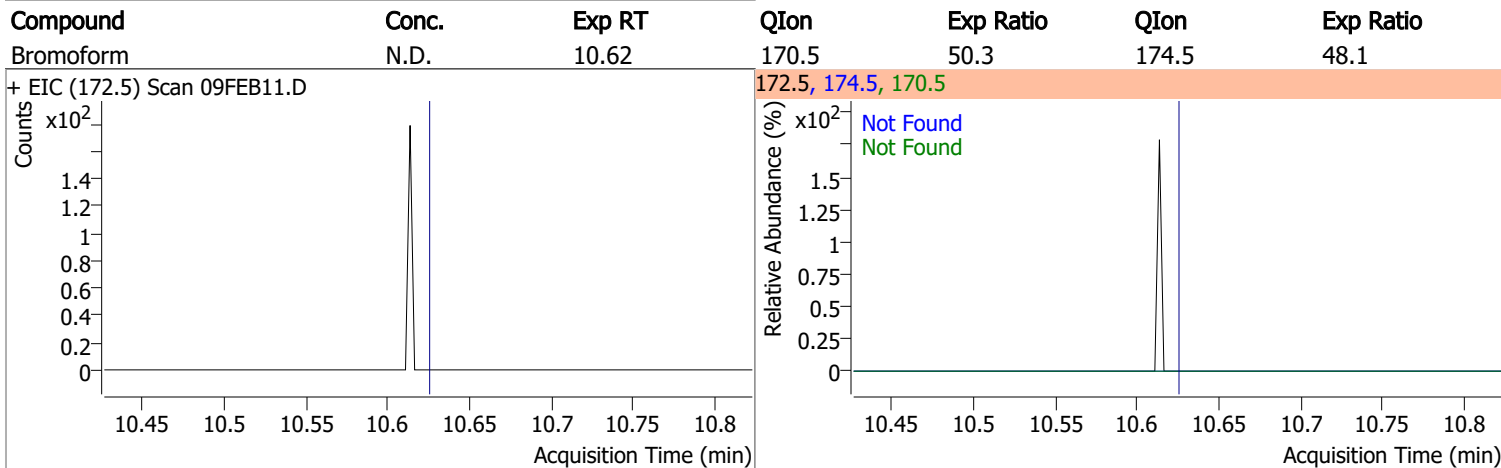 Compound Conc. Exp RT QIon Exp Ratio QIon Exp Ratio
Bromoform N.D. 10.62 170.5 50.3 174.5 48.1
+ EIC (172.5) Scan 09FEB11.D
Counts
x10²
1.4
1.2
1
0.8
0.6
0.4
0.2
0
10.45 10.5 10.55 10.6 10.65 10.7 10.75 10.8
Acquisition Time (min)
172.5, 174.5, 170.5
Relative Abundance (%)
x10²
Not Found
Not Found
1.5
1.25
1
0.75
0.5
0.25
0
10.45 10.5 10.55 10.6 10.65 10.7 10.75 10.8
Acquisition Time (min)